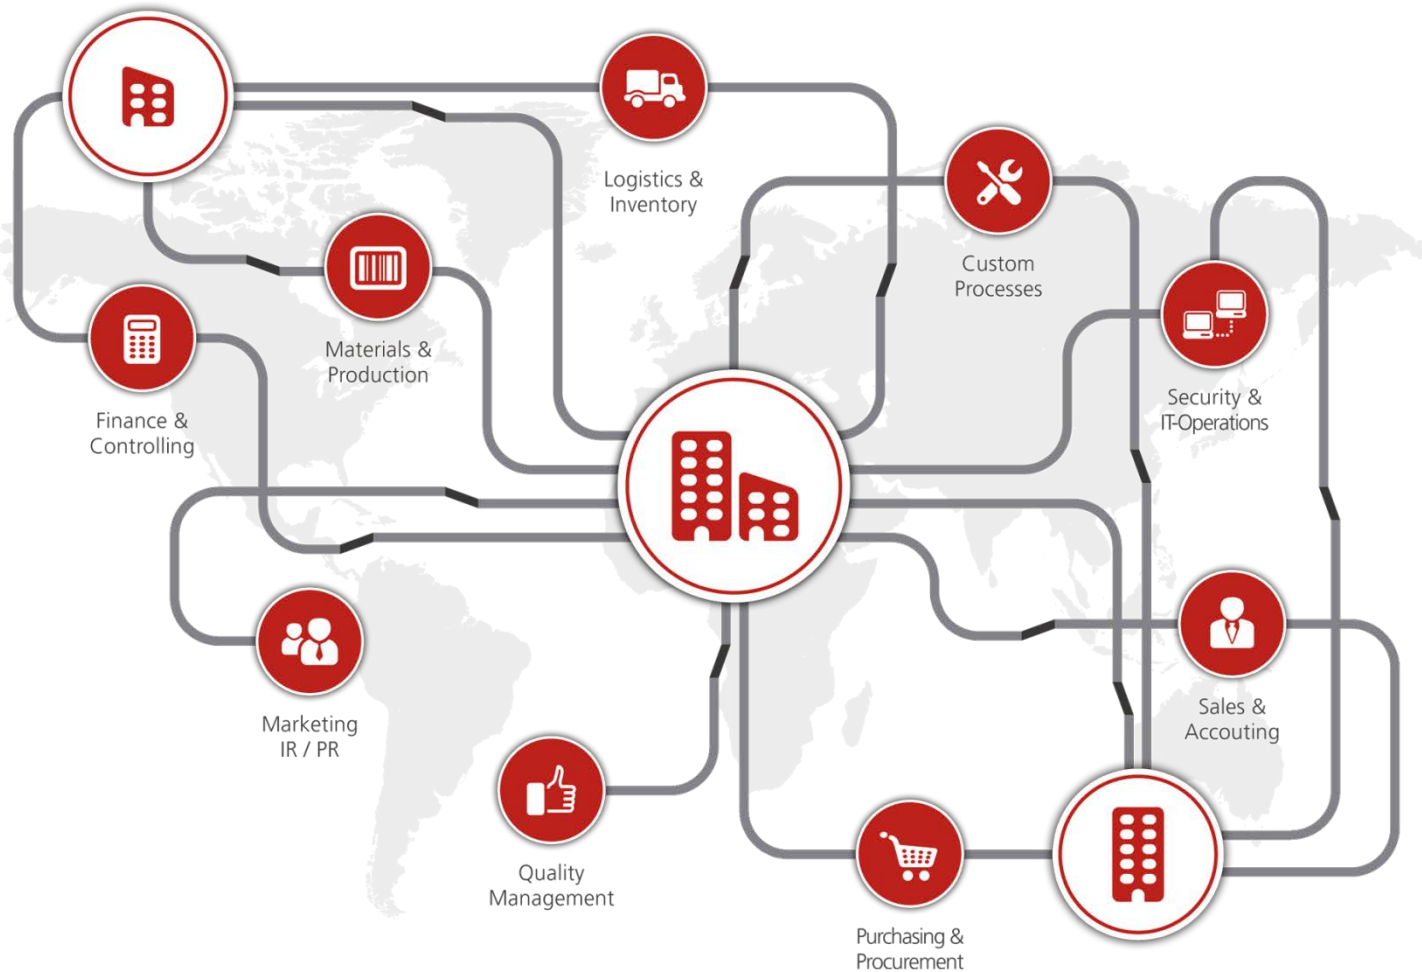 Logistics &
Inventory
Custom
Processes
Materials &
Production
Security &
IT-Operations
Finance &
Controlling
Marketing
IR / PR
Sales &
Accouting
Quality
Management
Purchasing &
Procurement